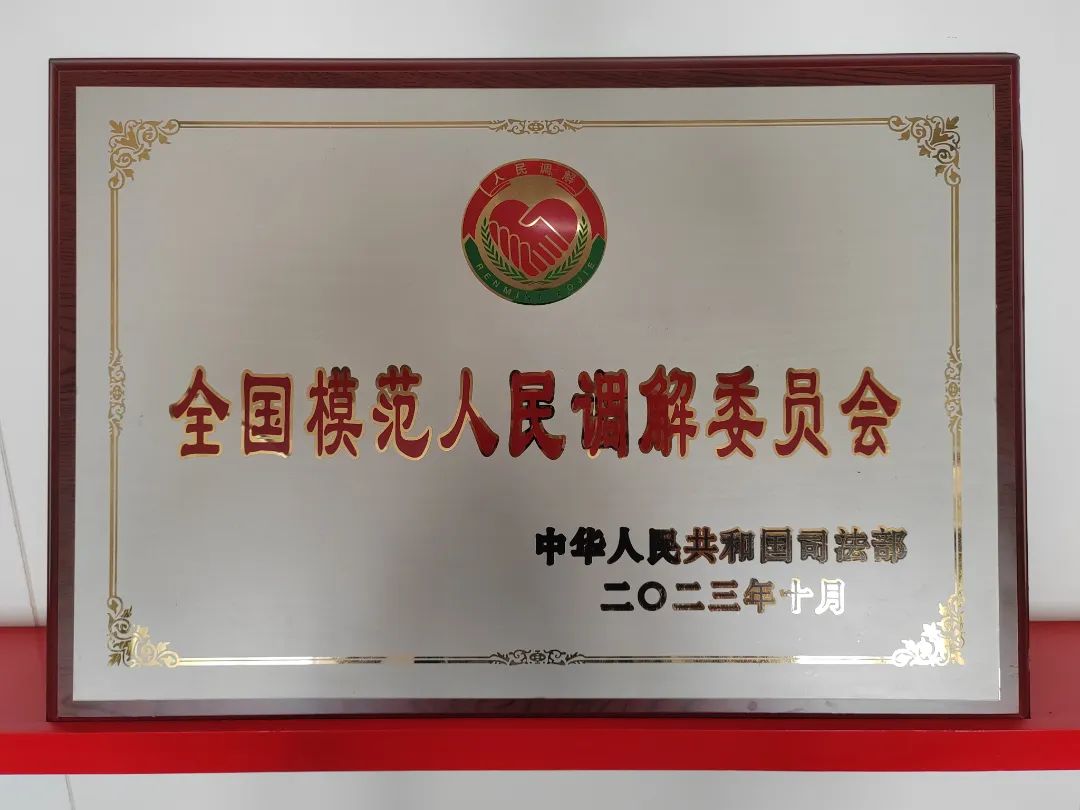 人民调解
全国模范人民调解委员会
中华人民共和国司法部
二〇二三年十月